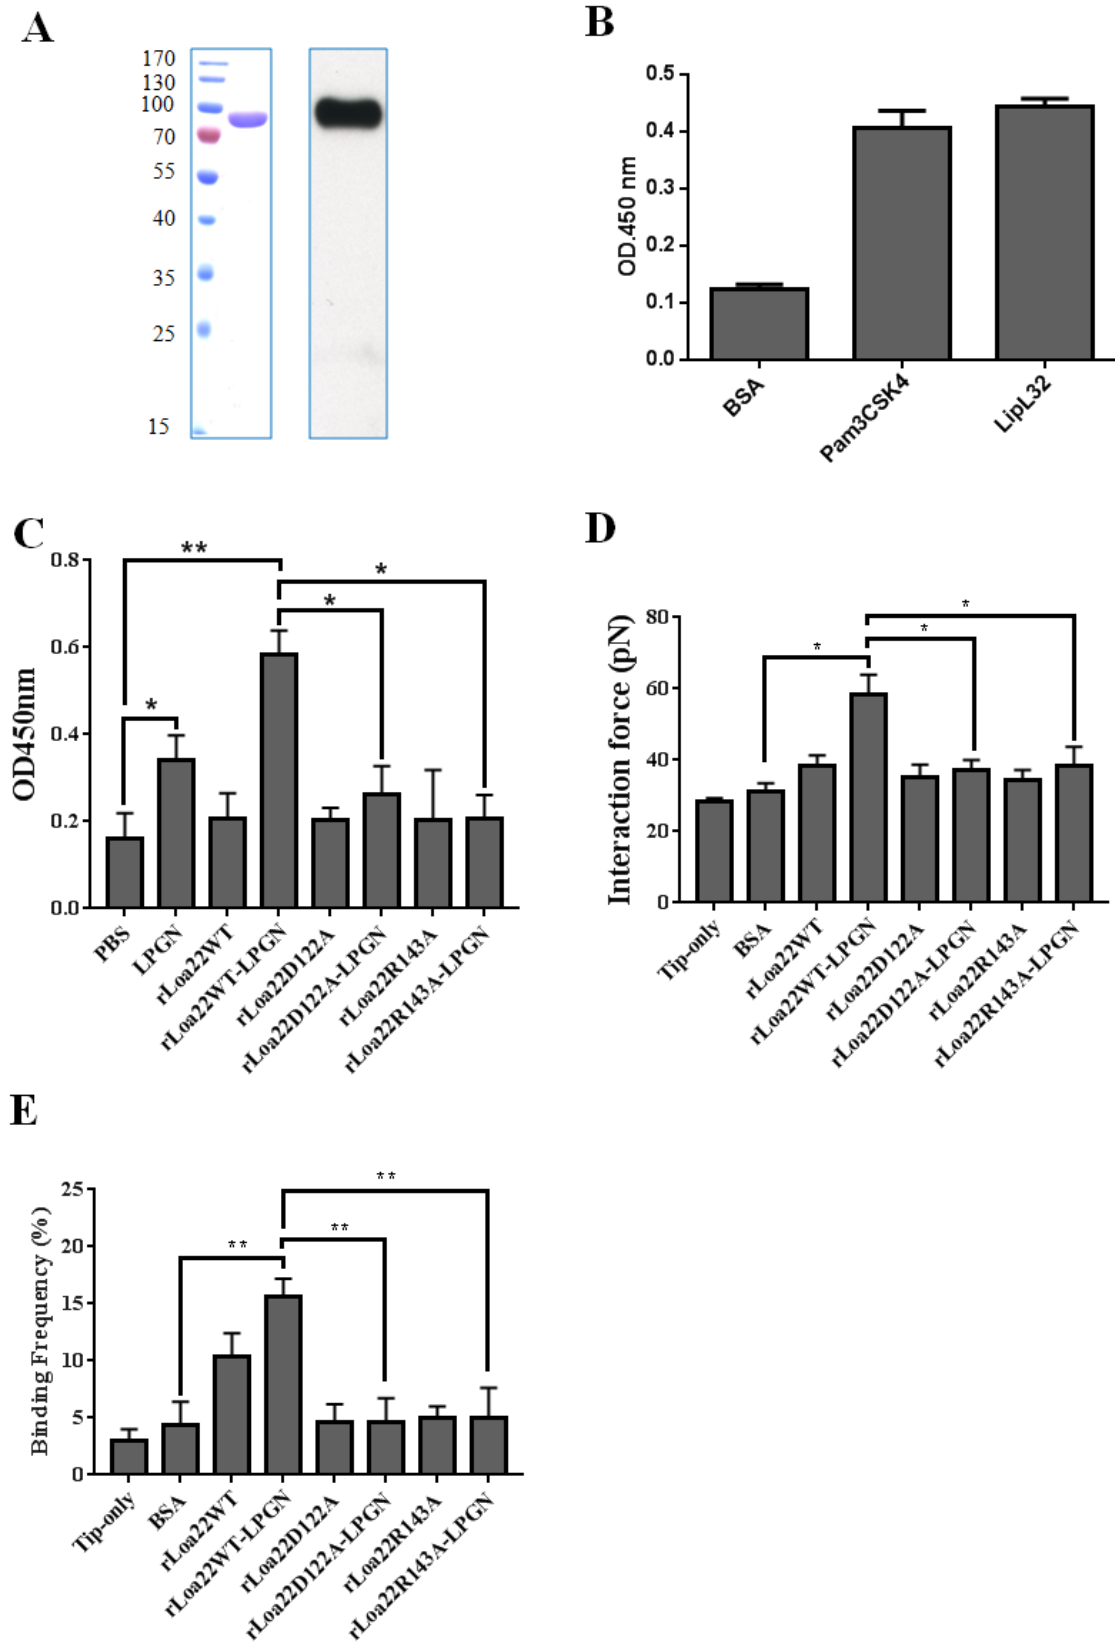 A
170
130
100
70
55
40
35
25
15
B
OD.450 nm
0.5
0.4
0.3
0.2
0.1
0.0
BSA
Pam3CSK4
LipL32
C
OD450nm
0.8
0.6
0.4
0.2
0.0
**
*
*
*
PBS
LPGN
rLoa22WT
rLoa22WT-LPGN
rLoa22D122A
rLoa22D122A-LPGN
rLoa22R143A
rLoa22R143A-LPGN
D
Interaction force (pN)
80
60
40
20
0
*
*
*
Tip-only
BSA
rLoa22WT
rLoa22WT-LPGN
rLoa22D122A
rLoa22D122A-LPGN
rLoa22R143A
rLoa22R143A-LPGN
E
Binding Frequency (%)
25
20
15
10
5
0
**
**
**
Tip-only
BSA
rLoa22WT
rLoa22WT-LPGN
rLoa22D122A
rLoa22D122A-LPGN
rLoa22R143A
rLoa22R143A-LPGN